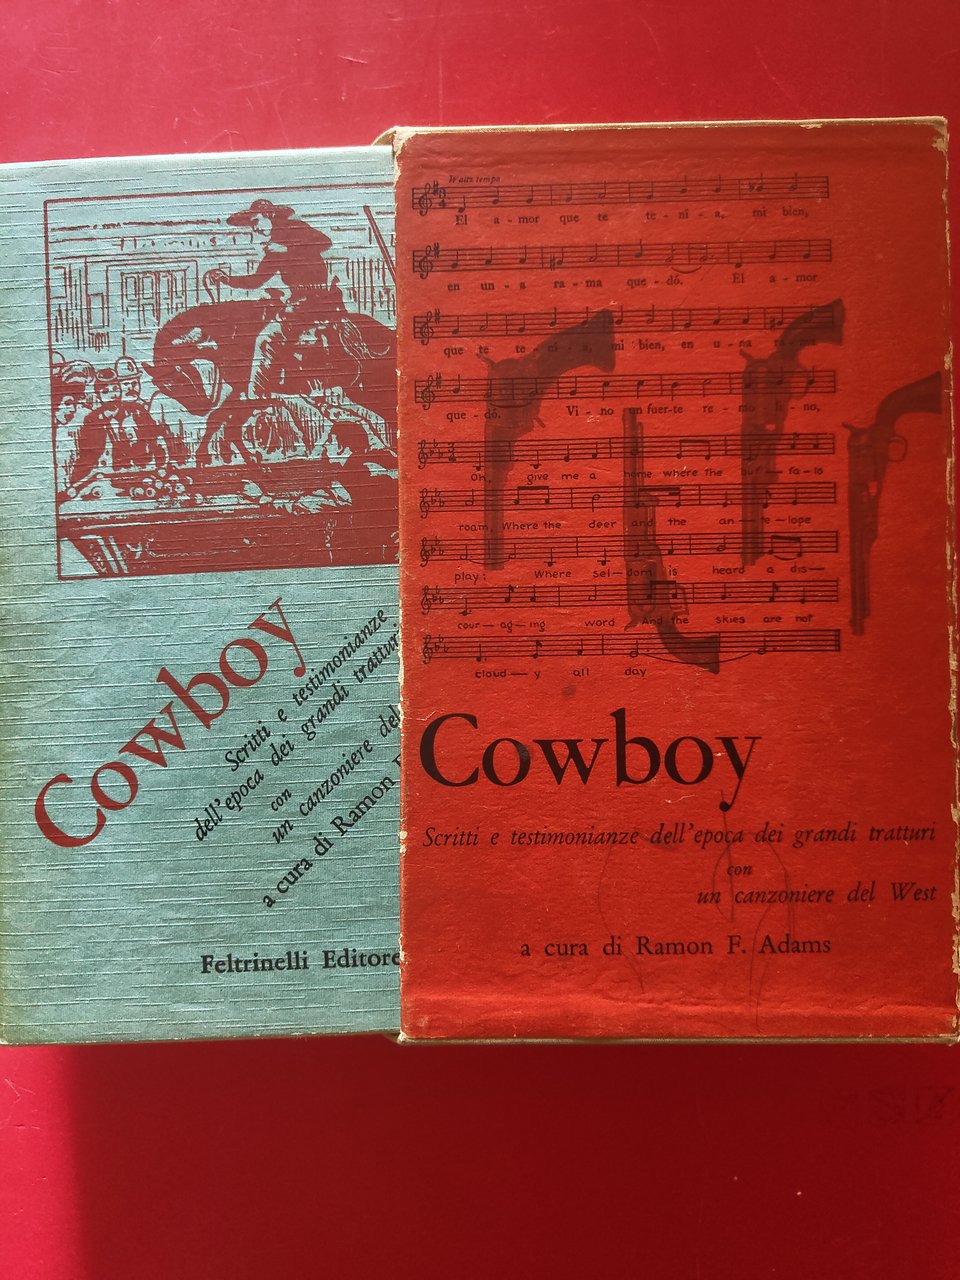 Cowboy
Scritti e testimonianze
dell'epoca dei grandi tratturi
con
un canzoniere del
a cura di Ramon
Feltrinelli Editore
Waltz tempo
El a - mor que te te - ní - a, mi bien,
en un - a ra - ma que - dó. El a - mor
que te te - ní - a, mi bien, en u - na ra - ma
que - dó. Vi - no un fuer-te re - mo - li - no,
Oh, give me a home where the buf — fa - lo
roam, Where the deer and the an — te — lope
play; Where sel — dom is heard a dis —
cour — ag — ing word And the skies are not
cloud — y all day
Cowboy
Scritti e testimonianze dell'epoca dei grandi tratturi
con
un canzoniere del West
a cura di Ramon F. Adams